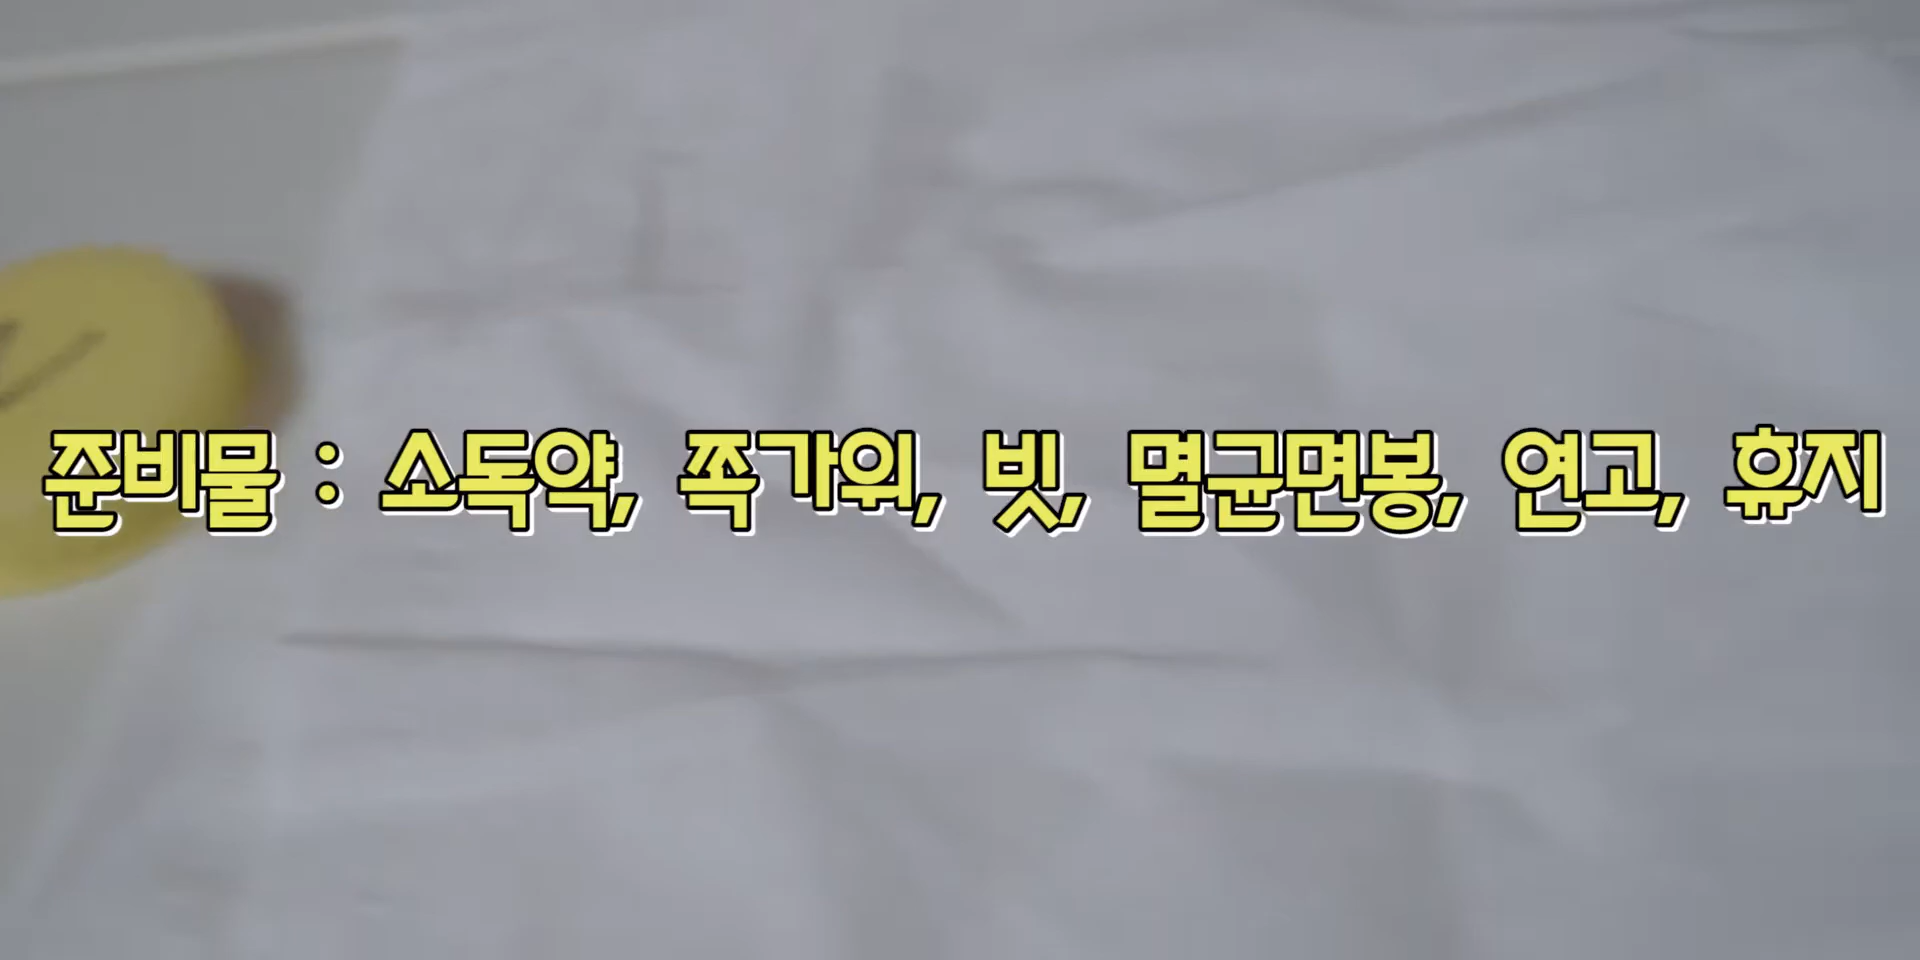 준비물 : 소독약, 쪽가위, 빗, 멸균면봉, 연고, 휴지